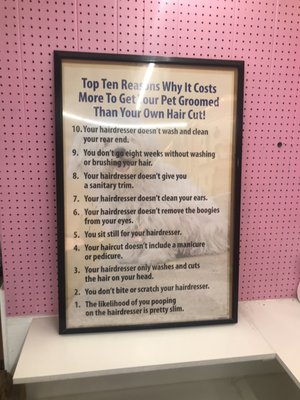 Top Ten Reasons Why It Costs
More To Get Your Pet Groomed
Than Your Own Hair Cut!
10. Your hairdresser doesn't wash and clean
your rear end.
9. You don't go eight weeks without washing
or brushing your hair.
8. Your hairdresser doesn't give you
a sanitary trim.
7. Your hairdresser doesn't clean your ears.
6. Your hairdresser doesn't remove the boogies
from your eyes.
5. You sit still for your hairdresser.
4. Your haircut doesn't include a manicure
or pedicure.
3. Your hairdresser only washes and cuts
the hair on your head.
2. You don't bite or scratch your hairdresser.
1. The likelihood of you pooping
on the hairdresser is pretty slim.